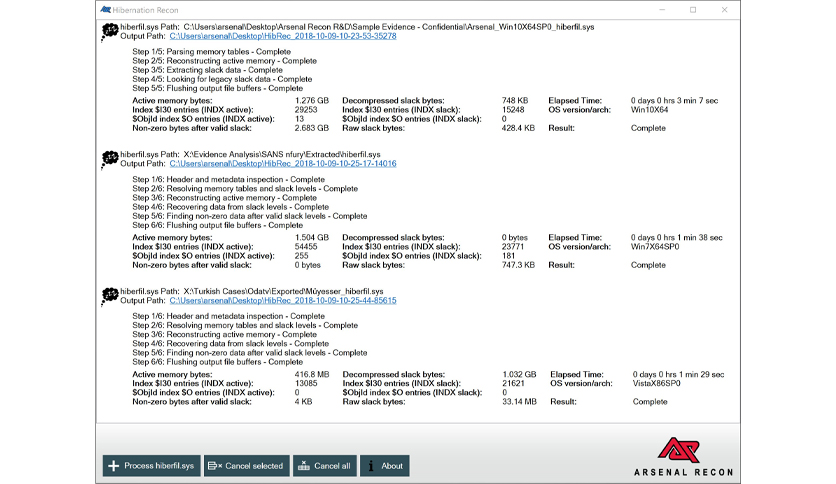 Hibernation Recon
hiberfil.sys Path: C:\Users\arsenal\Desktop\Arsenal Recon R&D\Sample Evidence - Confidential\Arsenal_Win10X64SP0_hiberfil.sys
Output Path: C:\Users\arsenal\Desktop\HibRec_2018-10-09-10-23-53-35278
Step 1/5: Parsing memory tables - Complete
Step 2/5: Reconstructing active memory - Complete
Step 3/5: Extracting slack data - Complete
Step 4/5: Looking for legacy slack data - Complete
Step 5/5: Flushing output file buffers - Complete
Active memory bytes: 1.276 GB Decompressed slack bytes: 748 KB Elapsed Time: 0 days 0 hrs 3 min 7 sec
Index $I30 entries (INDX active): 29253 Index $I30 entries (INDX slack): 15248 OS version/arch: Win10X64
$ObjId index $O entries (INDX active): 13 $ObjId index $O entries (INDX slack): 0
Non-zero bytes after valid slack: 2.683 GB Raw slack bytes: 428.4 KB Result: Complete
hiberfil.sys Path: X:\Evidence Analysis\SANS nfury\Extracted\hiberfil.sys
Output Path: C:\Users\arsenal\Desktop\HibRec_2018-10-09-10-25-17-14016
Step 1/6: Header and metadata inspection - Complete
Step 2/6: Resolving memory tables and slack levels - Complete
Step 3/6: Reconstructing active memory - Complete
Step 4/6: Recovering data from slack levels - Complete
Step 5/6: Finding non-zero data after valid slack levels - Complete
Step 6/6: Flushing output file buffers - Complete
Active memory bytes: 1.504 GB Decompressed slack bytes: 0 bytes Elapsed Time: 0 days 0 hrs 1 min 38 sec
Index $I30 entries (INDX active): 54455 Index $I30 entries (INDX slack): 23771 OS version/arch: Win7X64SP0
$ObjId index $O entries (INDX active): 255 $ObjId index $O entries (INDX slack): 181
Non-zero bytes after valid slack: 0 bytes Raw slack bytes: 747.3 KB Result: Complete
hiberfil.sys Path: X:\Turkish Cases\Odatv\Exported\Müyesser_hiberfil.sys
Output Path: C:\Users\arsenal\Desktop\HibRec_2018-10-09-10-25-44-85615
Step 1/6: Header and metadata inspection - Complete
Step 2/6: Resolving memory tables and slack levels - Complete
Step 3/6: Reconstructing active memory - Complete
Step 4/6: Recovering data from slack levels - Complete
Step 5/6: Finding non-zero data after valid slack levels - Complete
Step 6/6: Flushing output file buffers - Complete
Active memory bytes: 416.8 MB Decompressed slack bytes: 1.032 GB Elapsed Time: 0 days 0 hrs 1 min 29 sec
Index $I30 entries (INDX active): 13085 Index $I30 entries (INDX slack): 21621 OS version/arch: VistaX86SP0
$ObjId index $O entries (INDX active): 0 $ObjId index $O entries (INDX slack): 0
Non-zero bytes after valid slack: 4 KB Raw slack bytes: 33.14 MB Result: Complete
Process hiberfil.sys Cancel selected Cancel all About
ARSENAL RECON